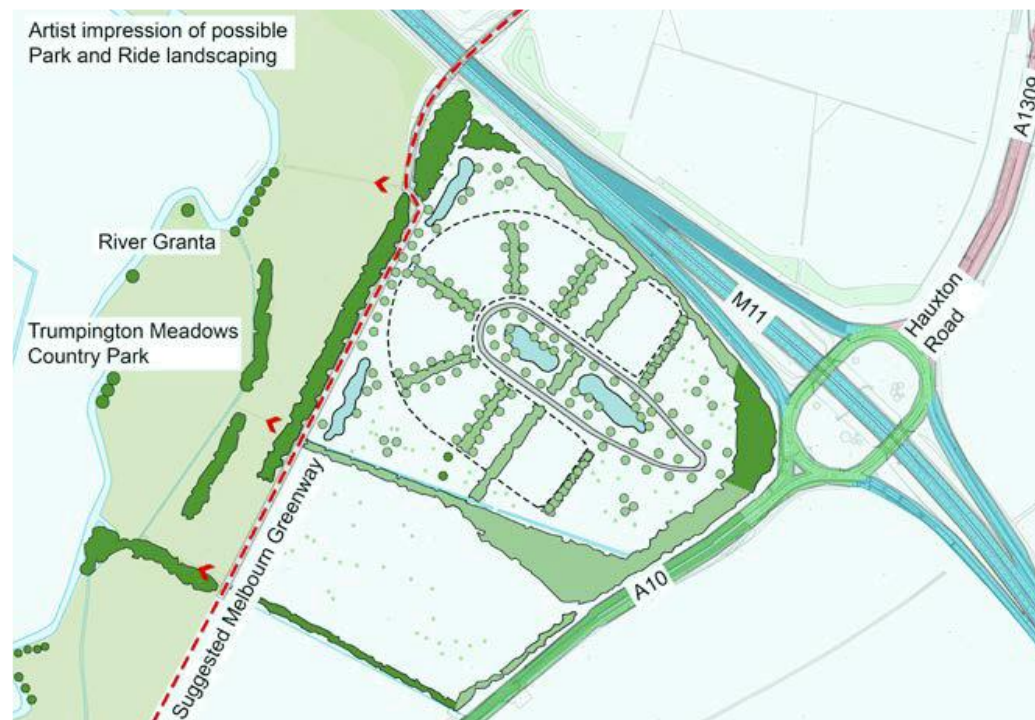 Artist impression of possible
Park and Ride landscaping
A1309
River Granta
Hauxton
Road
M11
Trumpington Meadows
Country Park
Suggested Melbourn Greenway
A10